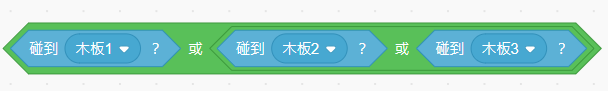 碰到 木板1 ? 或 碰到 木板2 ? 或 碰到 木板3 ?